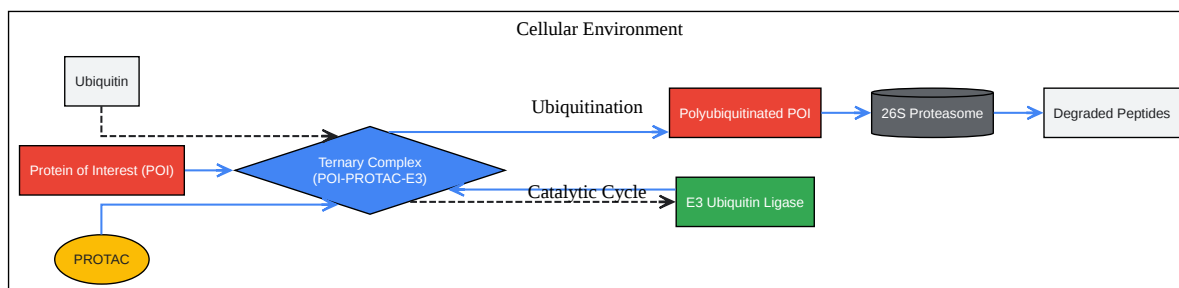 Cellular Environment
Ubiquitin
Ubiquitination
Polyubiquitinated POI
26S Proteasome
Degraded Peptides
Protein of Interest (POI)
Ternary Complex
(POI-PROTAC-E3)
Catalytic Cycle
E3 Ubiquitin Ligase
PROTAC